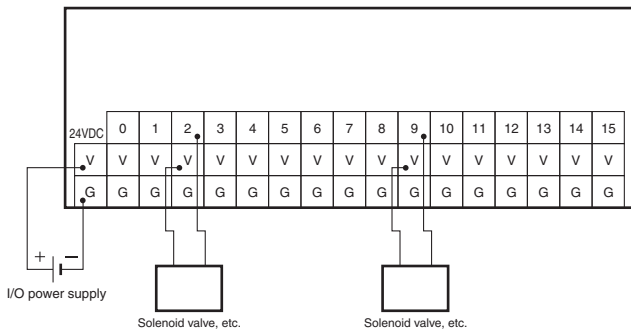 24VDC 0 1 2 3 4 5 6 7 8 9 10 11 12 13 14 15
V V V V V V V V V V V V V V V V V
G G G G G G G G G G G G G G G G G
+ −
I/O power supply
Solenoid valve, etc. Solenoid valve, etc.